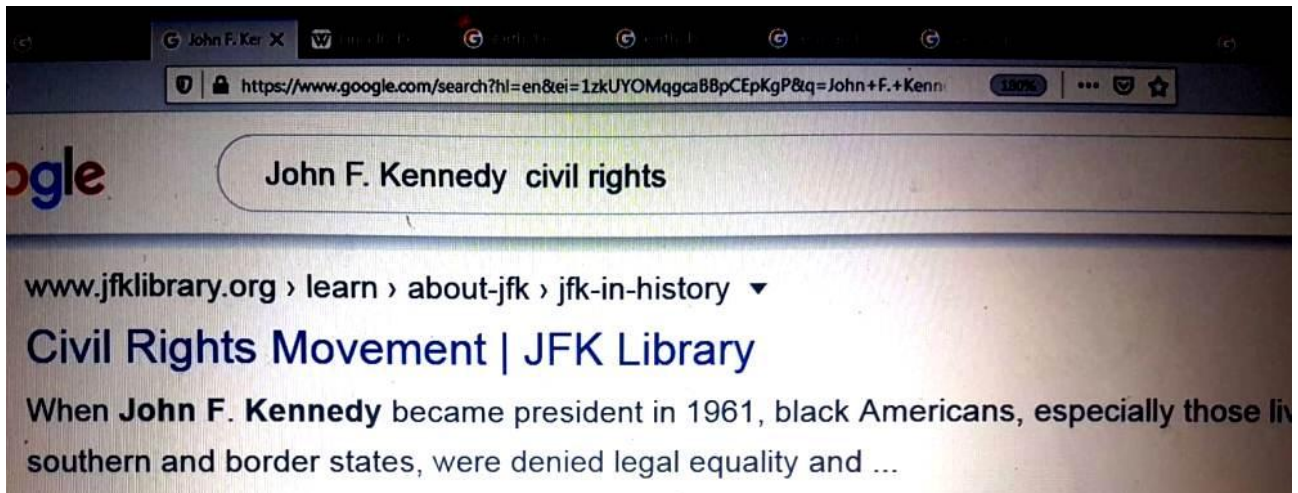 John F. Ker
https://www.google.com/search?hl=en&ei=1zkUYOMqgcaBBpCEpKgP&q=John+F.+Kenn
180%
ogle
John F. Kennedy civil rights
www.jfklibrary.org › learn › about-jfk › jfk-in-history
Civil Rights Movement | JFK Library
When John F. Kennedy became president in 1961, black Americans, especially those liv
southern and border states, were denied legal equality and ...